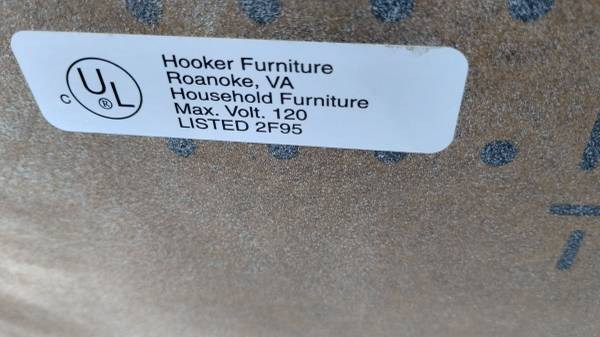 C UL ®
Hooker Furniture
Roanoke, VA
Household Furniture
Max. Volt. 120
LISTED 2F95